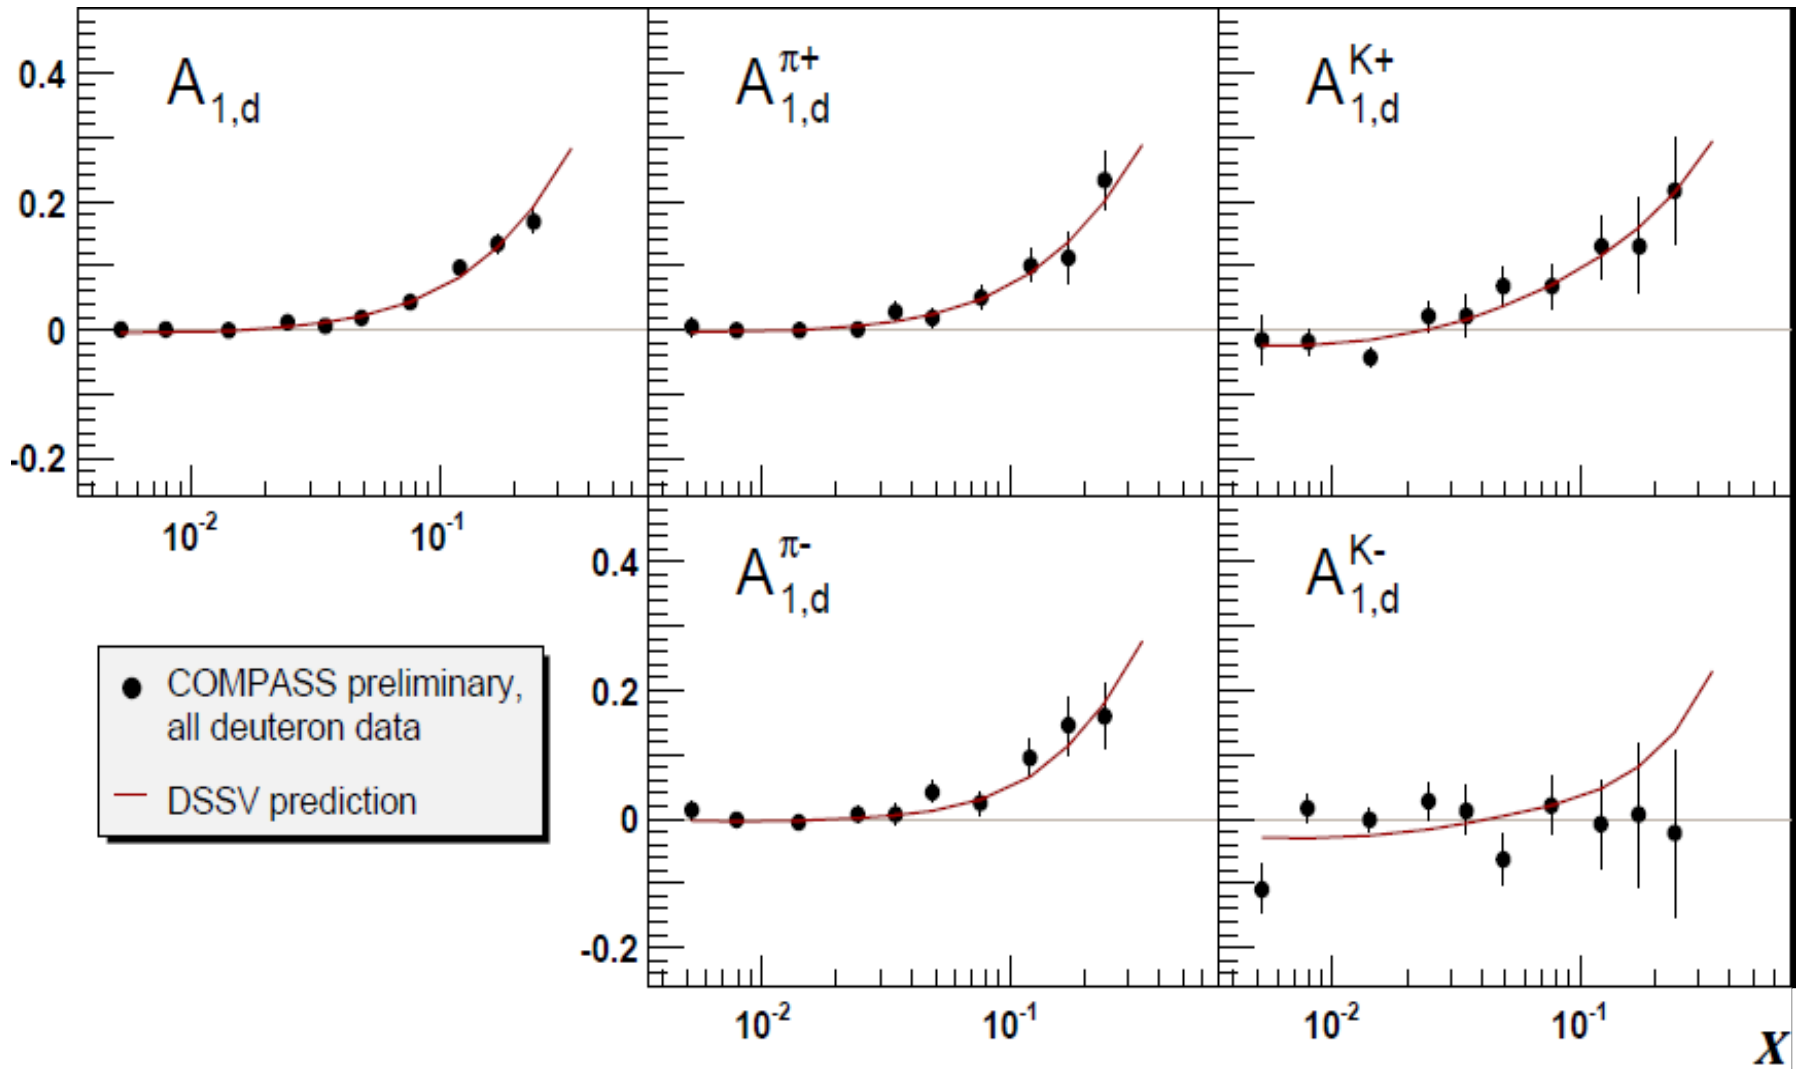 A1,d
Aπ+1,d
AK+1,d
0.4
0.2
0
-0.2
10-2 10-1
Aπ-1,d
AK-1,d
0.4
0.2
0
-0.2
COMPASS preliminary,
all deuteron data
DSSV prediction
10-2 10-1 10-2 10-1
X